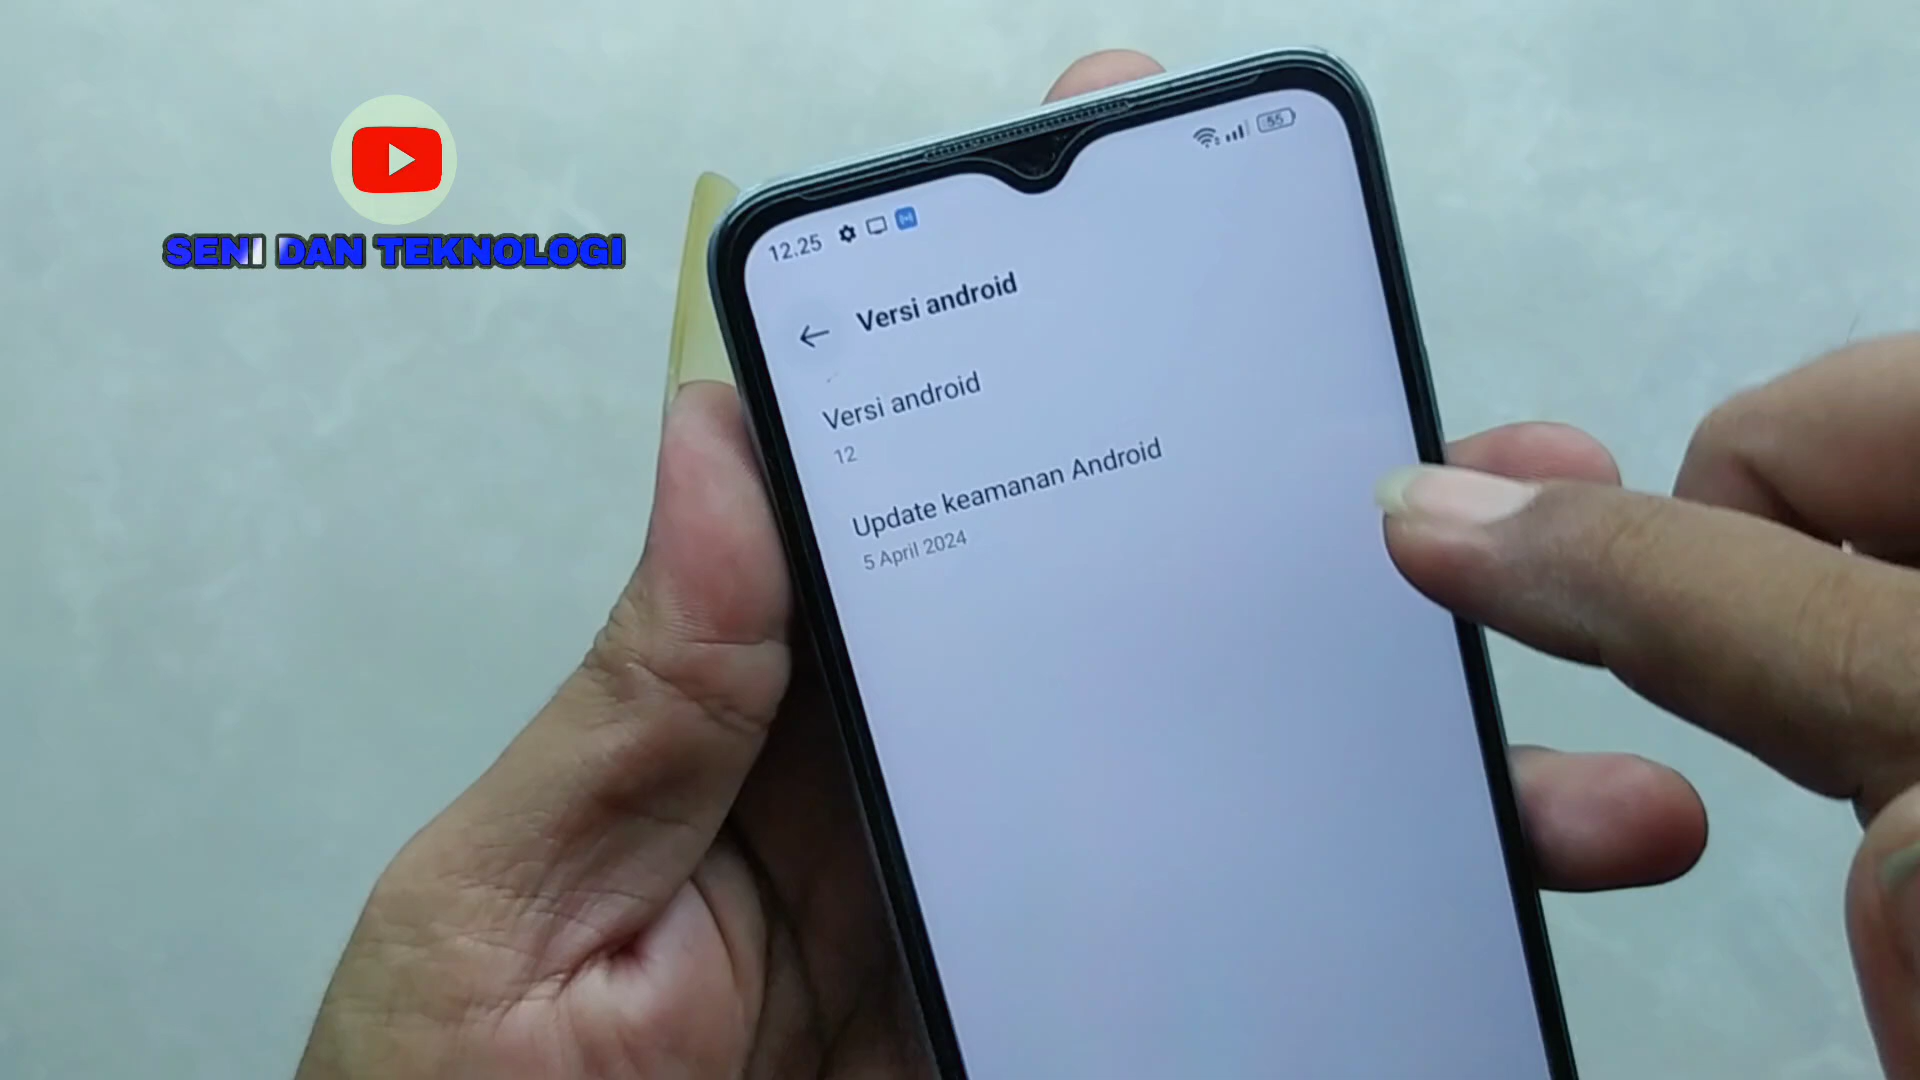 SENI DAN TEKNOLOGI
12.25
55
Versi android
Versi android
12
Update keamanan Android
5 April 2024